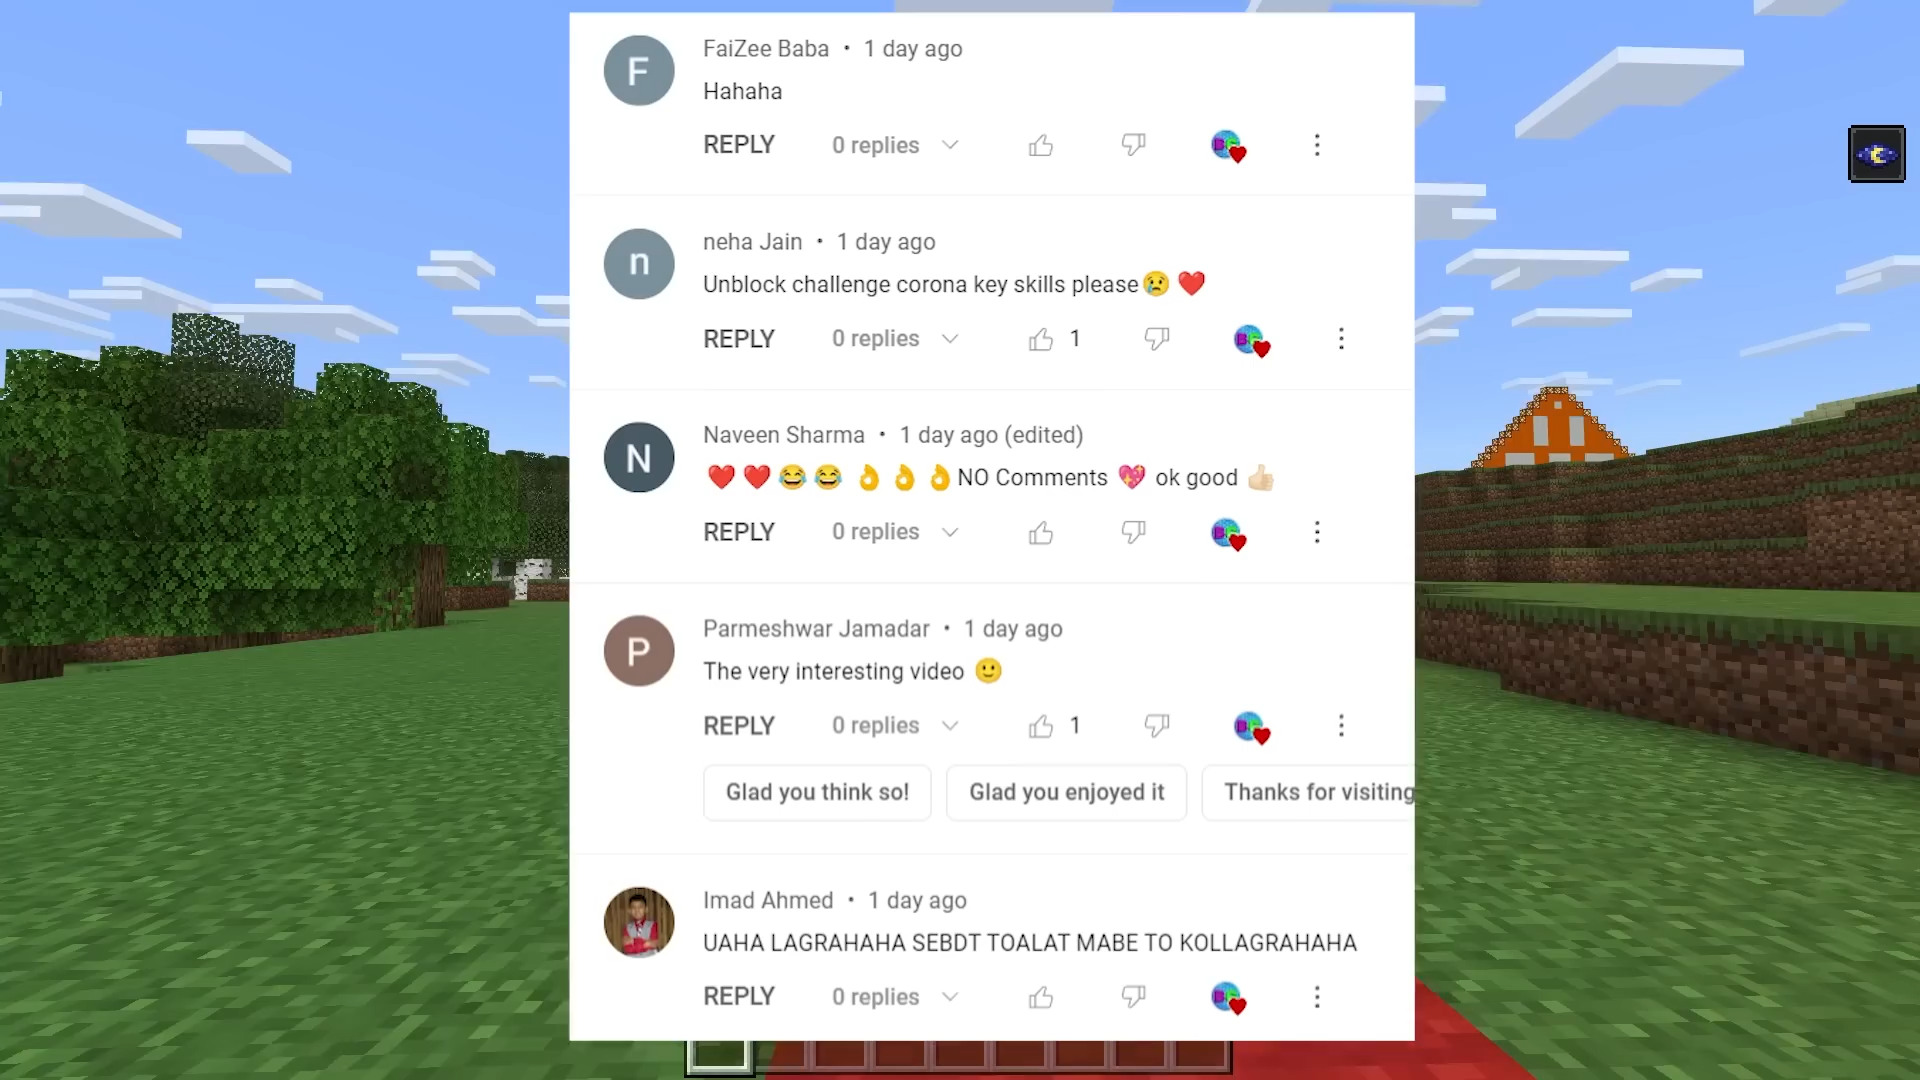 F
FaiZee Baba • 1 day ago
Hahaha
REPLY 0 replies
n
neha Jain • 1 day ago
Unblock challenge corona key skills please😢 ❤️
REPLY 0 replies 1
N
Naveen Sharma • 1 day ago (edited)
❤️❤️😂😂 👌👌👌NO Comments 💖 ok good 👍🏻
REPLY 0 replies
P
Parmeshwar Jamadar • 1 day ago
The very interesting video 🙂
REPLY 0 replies 1
Glad you think so! Glad you enjoyed it Thanks for visiting
Imad Ahmed • 1 day ago
UAHA LAGRAHAHA SEBDT TOALAT MABE TO KOLLAGRAHAHA
REPLY 0 replies